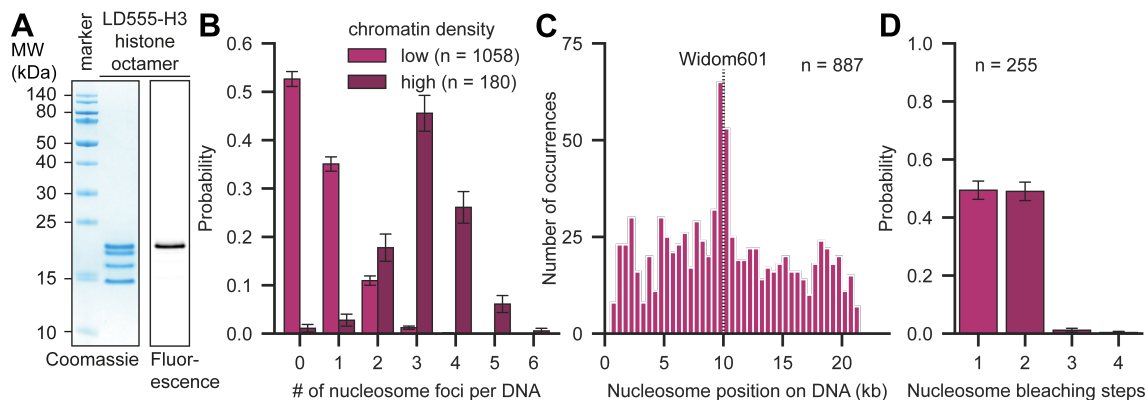 A
MW
(kDa)
marker
LD555-H3
histone
octamer
140
80
50
40
30
25
15
10
Coomassie
Fluor-
escence
B
chromatin density
low (n = 1058)
high (n = 180)
Probability
0.6
0.5
0.4
0.3
0.2
0.1
0.0
0 1 2 3 4 5 6
# of nucleosome foci per DNA
C
Widom601
n = 887
Number of occurrences
75
50
25
0
0 5 10 15 20
Nucleosome position on DNA (kb)
D
n = 255
Probability
1.0
0.8
0.6
0.4
0.2
0.0
1 2 3 4
Nucleosome bleaching steps